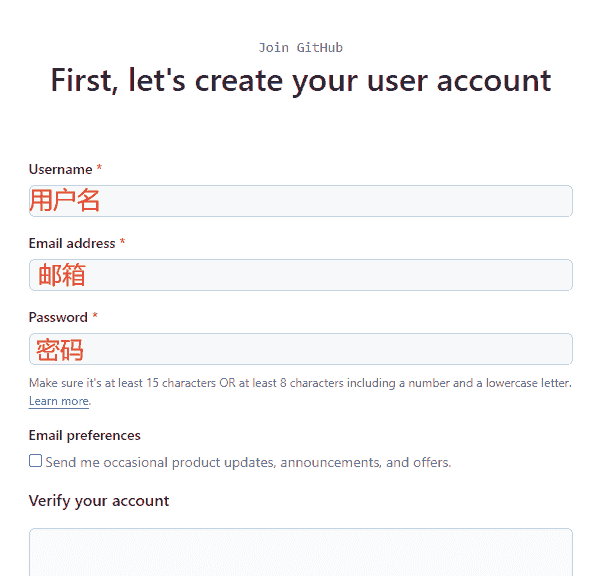 Join GitHub
First, let's create your user account
Username *
用户名
Email address *
邮箱
Password *
密码
Make sure it's at least 15 characters OR at least 8 characters including a number and a lowercase letter.
Learn more.
Email preferences
Send me occasional product updates, announcements, and offers.
Verify your account